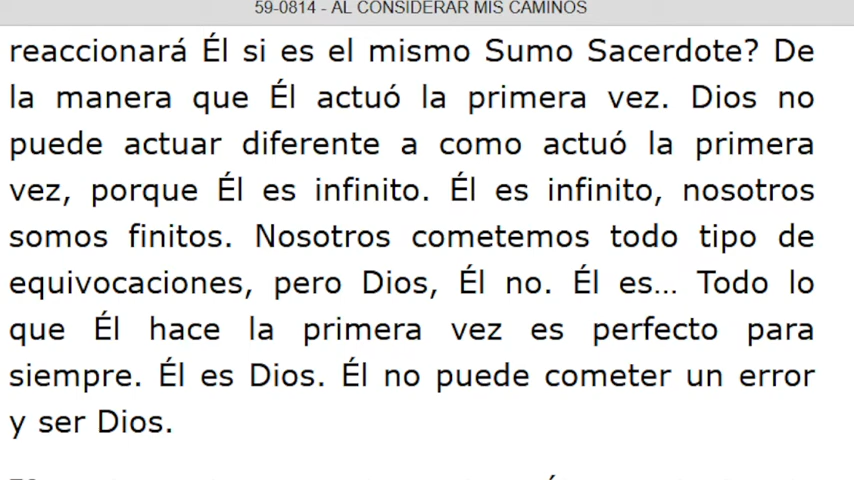 59-0814 - AL CONSIDERAR MIS CAMINOS
reaccionará Él si es el mismo Sumo Sacerdote? De
la manera que Él actuó la primera vez. Dios no
puede actuar diferente a como actuó la primera
vez, porque Él es infinito. Él es infinito, nosotros
somos finitos. Nosotros cometemos todo tipo de
equivocaciones, pero Dios, Él no. Él es... Todo lo
que Él hace la primera vez es perfecto para
siempre. Él es Dios. Él no puede cometer un error
y ser Dios.